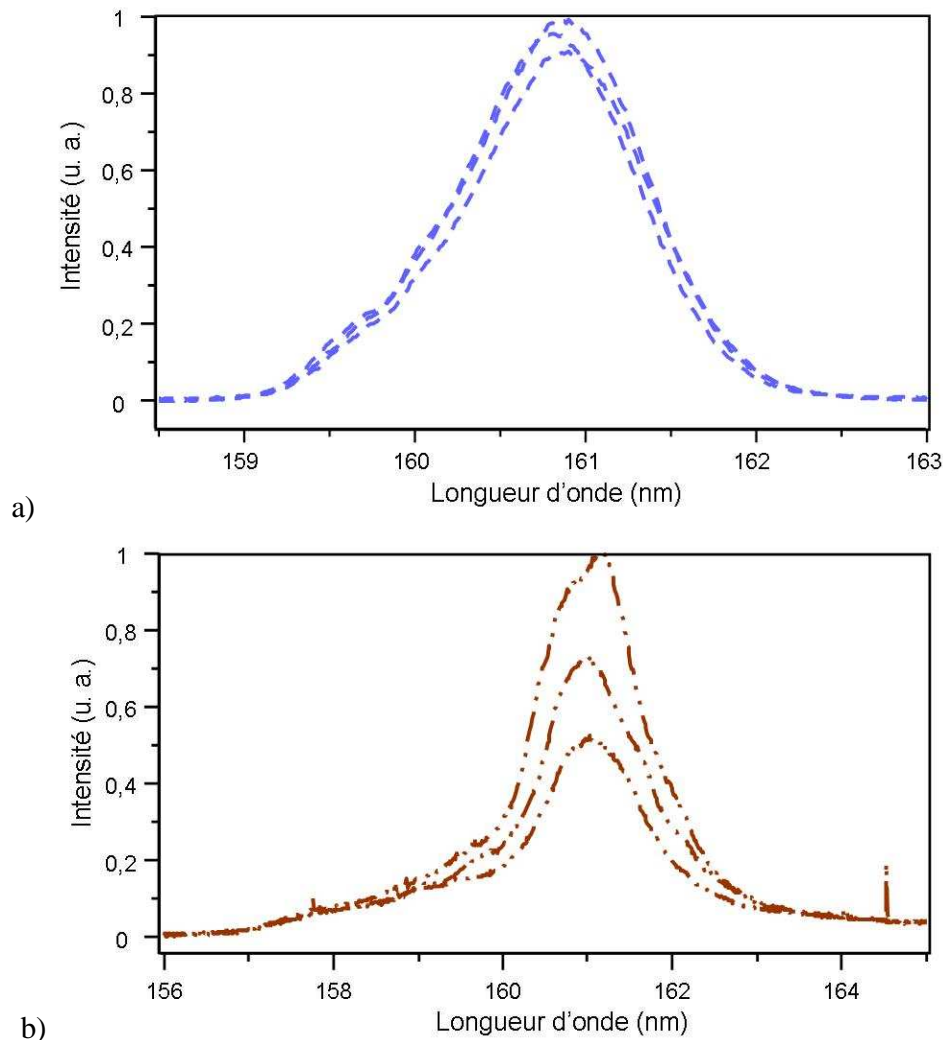 1
0,8
0,6
0,4
0,2
0
Intensité (u. a.)
159 160 161 162 163
Longueur d'onde (nm)
a)
1
0,8
0,6
0,4
0,2
0
Intensité (u. a.)
156 158 160 162 164
Longueur d'onde (nm)
b)